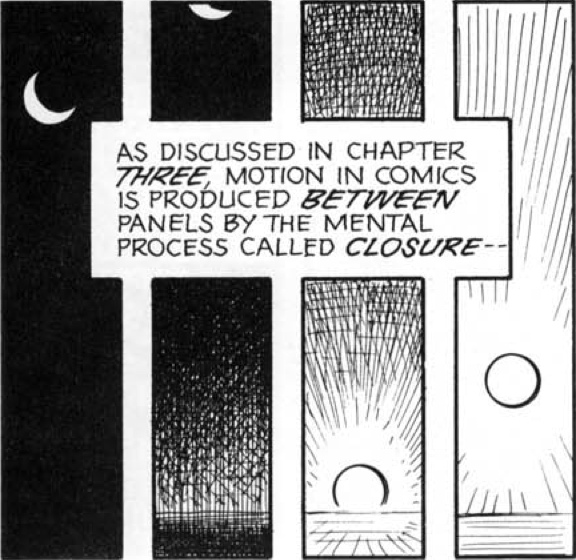 AS DISCUSSED IN CHAPTER
THREE, MOTION IN COMICS
IS PRODUCED BETWEEN
PANELS BY THE MENTAL
PROCESS CALLED CLOSURE--